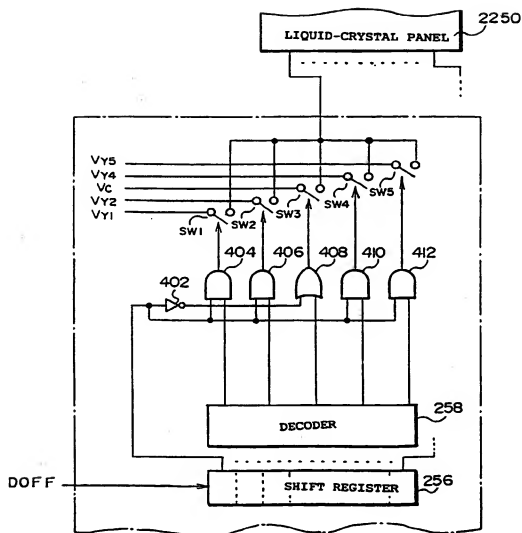 2250
LIQUID-CRYSTAL PANEL
VY5
VY4
VC
VY2
VY1
SW1
SW2
SW3
SW4
SW5
404
406
408
410
412
402
DECODER
258
DOFF
SHIFT REGISTER
256